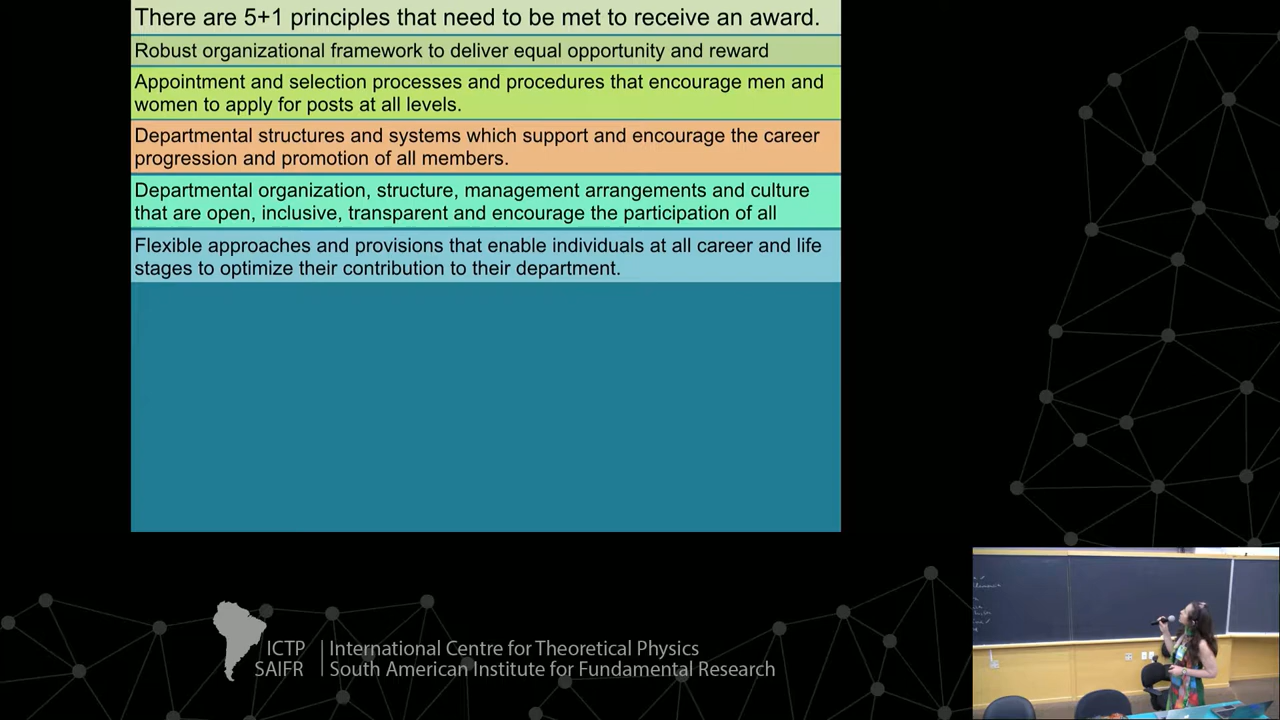 There are 5+1 principles that need to be met to receive an award.
Robust organizational framework to deliver equal opportunity and reward
Appointment and selection processes and procedures that encourage men and
women to apply for posts at all levels.
Departmental structures and systems which support and encourage the career
progression and promotion of all members.
Departmental organization, structure, management arrangements and culture
that are open, inclusive, transparent and encourage the participation of all
Flexible approaches and provisions that enable individuals at all career and life
stages to optimize their contribution to their department.
ICTP
SAIFR
International Centre for Theoretical Physics
South American Institute for Fundamental Research